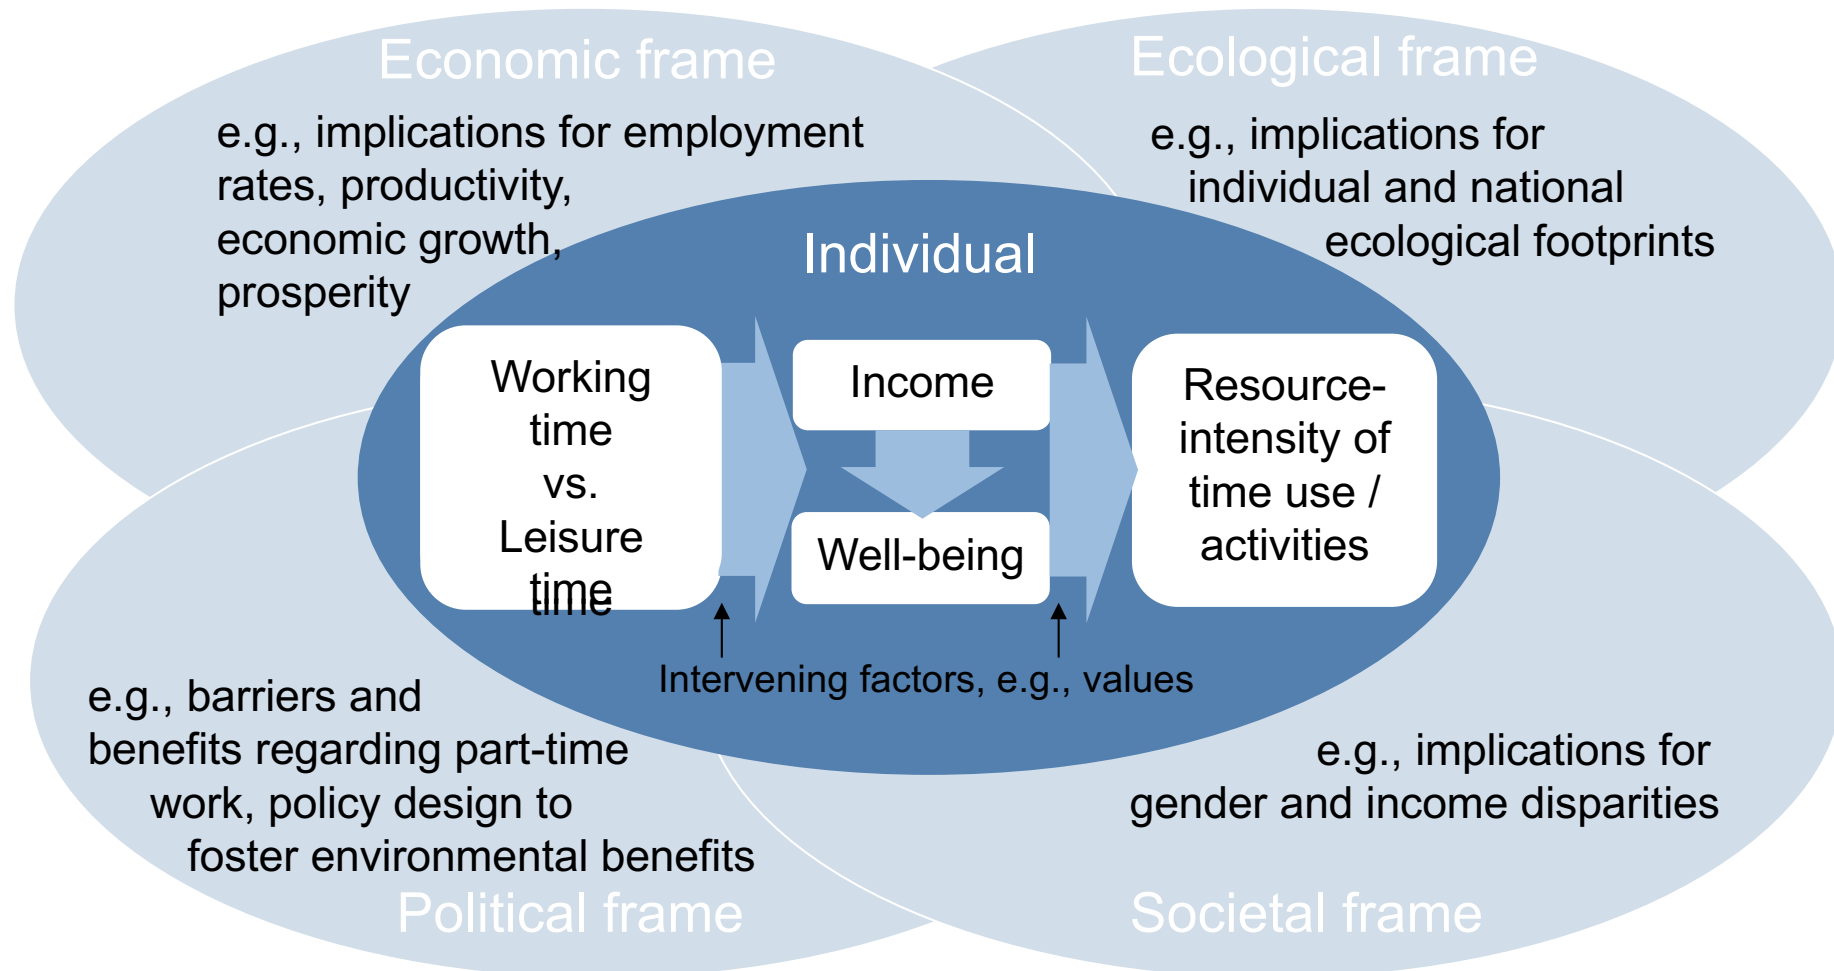 Economic frame
e.g., implications for employment
rates, productivity,
economic growth,
prosperity
Ecological frame
e.g., implications for
individual and national
ecological footprints
Individual
Working
time
vs.
Leisure
time
time
Income
Well-being
Resource-
intensity of
time use /
activities
Intervening factors, e.g., values
e.g., barriers and
benefits regarding part-time
work, policy design to
foster environmental benefits
Political frame
e.g., implications for
gender and income disparities
Societal frame